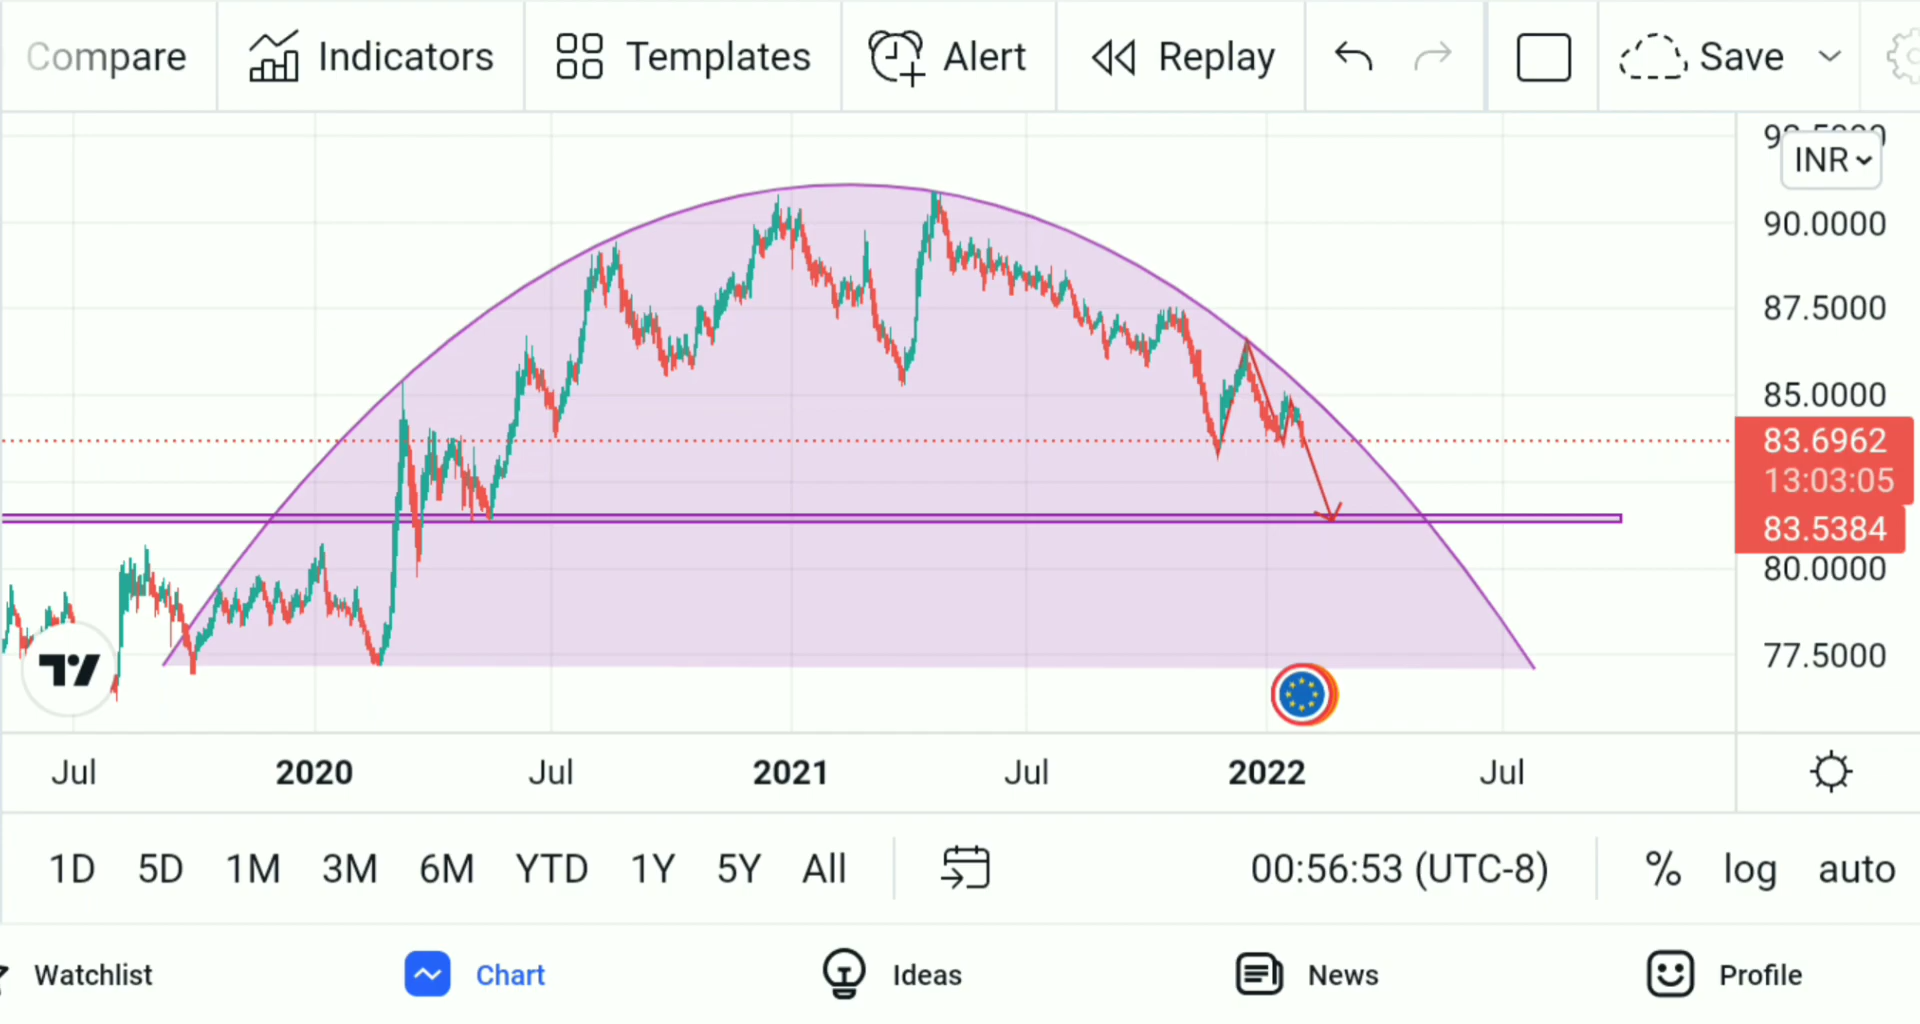 Compare Indicators Templates Alert Replay Save
INR
90.0000
87.5000
85.0000
83.6962
13:03:05
83.5384
80.0000
77.5000
Jul 2020 Jul 2021 Jul 2022 Jul
1D 5D 1M 3M 6M YTD 1Y 5Y All 00:56:53 (UTC-8) % log auto
Watchlist Chart Ideas News Profile